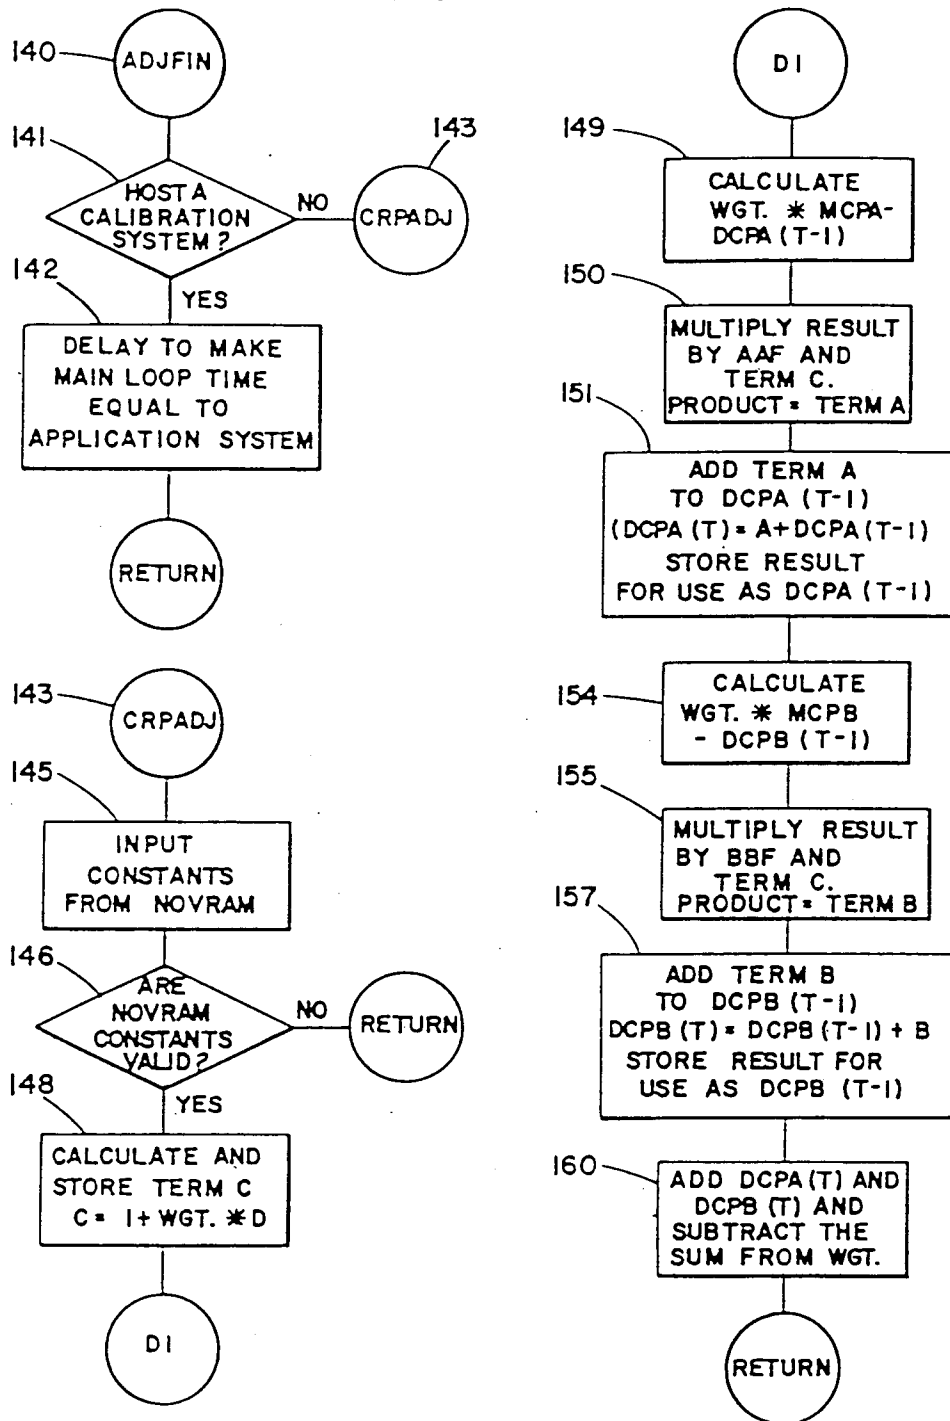 140
ADJFIN
141
HOST A
CALIBRATION
SYSTEM?
NO
143
CRPADJ
142
YES
DELAY TO MAKE
MAIN LOOP TIME
EQUAL TO
APPLICATION SYSTEM
RETURN
143
CRPADJ
145
INPUT
CONSTANTS
FROM NOVRAM
146
ARE
NOVRAM
CONSTANTS
VALID?
NO
RETURN
148
YES
CALCULATE AND
STORE TERM C
C = 1 + WGT. * D
D1
D1
149
CALCULATE
WGT. * MCPA-
DCPA (T-1)
150
MULTIPLY RESULT
BY AAF AND
TERM C.
PRODUCT = TERM A
151
ADD TERM A
TO DCPA (T-1)
(DCPA (T) = A + DCPA (T-1)
STORE RESULT
FOR USE AS DCPA (T-1)
154
CALCULATE
WGT. * MCPB
- DCPB (T-1)
155
MULTIPLY RESULT
BY BBF AND
TERM C.
PRODUCT = TERM B
157
ADD TERM B
TO DCPB (T-1)
DCPB (T) = DCPB (T-1) + B
STORE RESULT FOR
USE AS DCPB (T-1)
160
ADD DCPA (T) AND
DCPB (T) AND
SUBTRACT THE
SUM FROM WGT.
RETURN